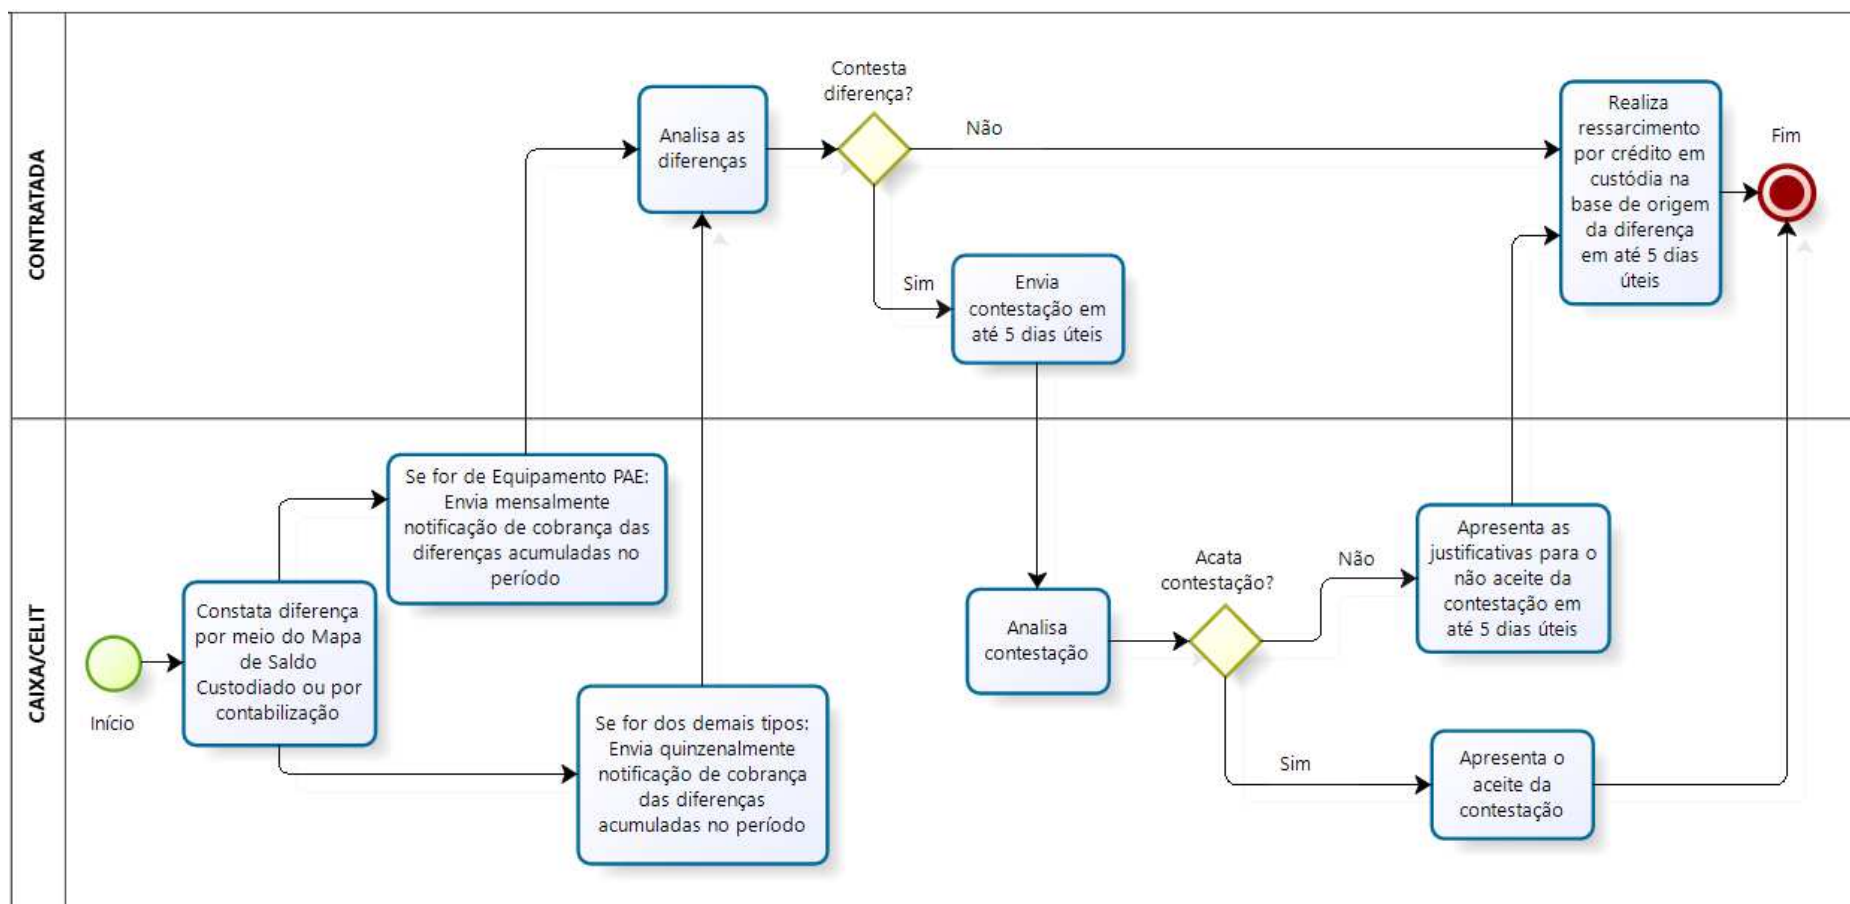 CONTRATADA
Contesta
diferença?
Analisa as
diferenças
Não
Sim
Envia
contestação em
até 5 dias úteis
Realiza
ressarcimento
por crédito em
custódia na
base de origem
da diferença
em até 5 dias
úteis
Fim
CAIXA/CELIT
Início
Constata diferença
por meio do Mapa
de Saldo
Custodiado ou por
contabilização
Se for de Equipamento PAE:
Envia mensalmente
notificação de cobrança das
diferenças acumuladas no
período
Se for dos demais tipos:
Envia quinzenalmente
notificação de cobrança
das diferenças
acumuladas no período
Analisa
contestação
Acata
contestação?
Não
Apresenta as
justificativas para o
não aceite da
contestação em
até 5 dias úteis
Sim
Apresenta o
aceite da
contestação